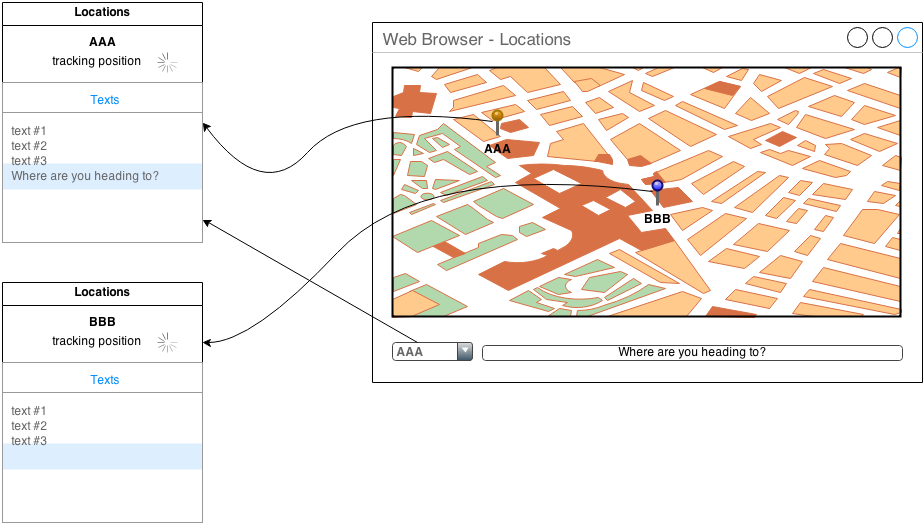 Locations
AAA
tracking position
Texts
text #1
text #2
text #3
Where are you heading to?
Locations
BBB
tracking position
Texts
text #1
text #2
text #3
Web Browser - Locations
AAA
BBB
AAA
Where are you heading to?